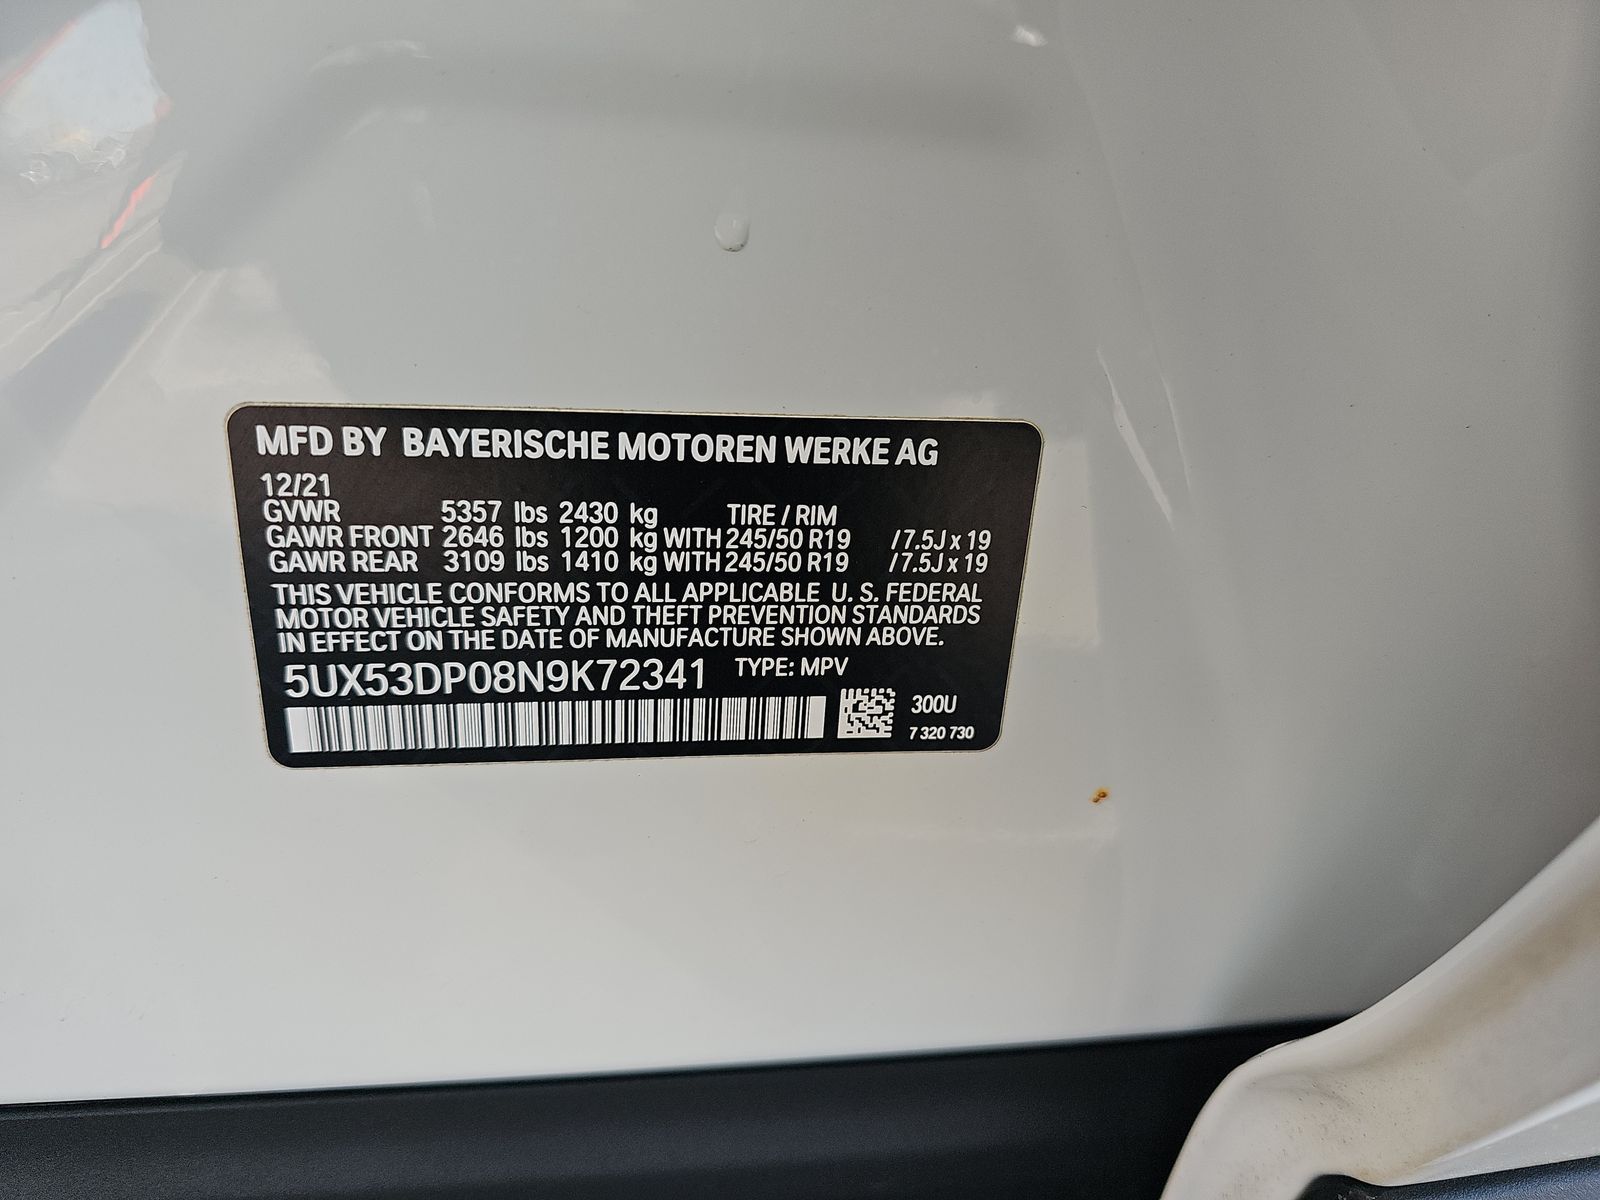 MFD BY BAYERISCHE MOTOREN WERKE AG
12/21
GVWR 5357 lbs 2430 kg TIRE / RIM
GAWR FRONT 2646 lbs 1200 kg WITH 245/50 R19 / 7.5J x 19
GAWR REAR 3109 lbs 1410 kg WITH 245/50 R19 / 7.5J x 19
THIS VEHICLE CONFORMS TO ALL APPLICABLE U. S. FEDERAL
MOTOR VEHICLE SAFETY AND THEFT PREVENTION STANDARDS
IN EFFECT ON THE DATE OF MANUFACTURE SHOWN ABOVE.
5UX53DP08N9K72341 TYPE: MPV
300U
7 320 730